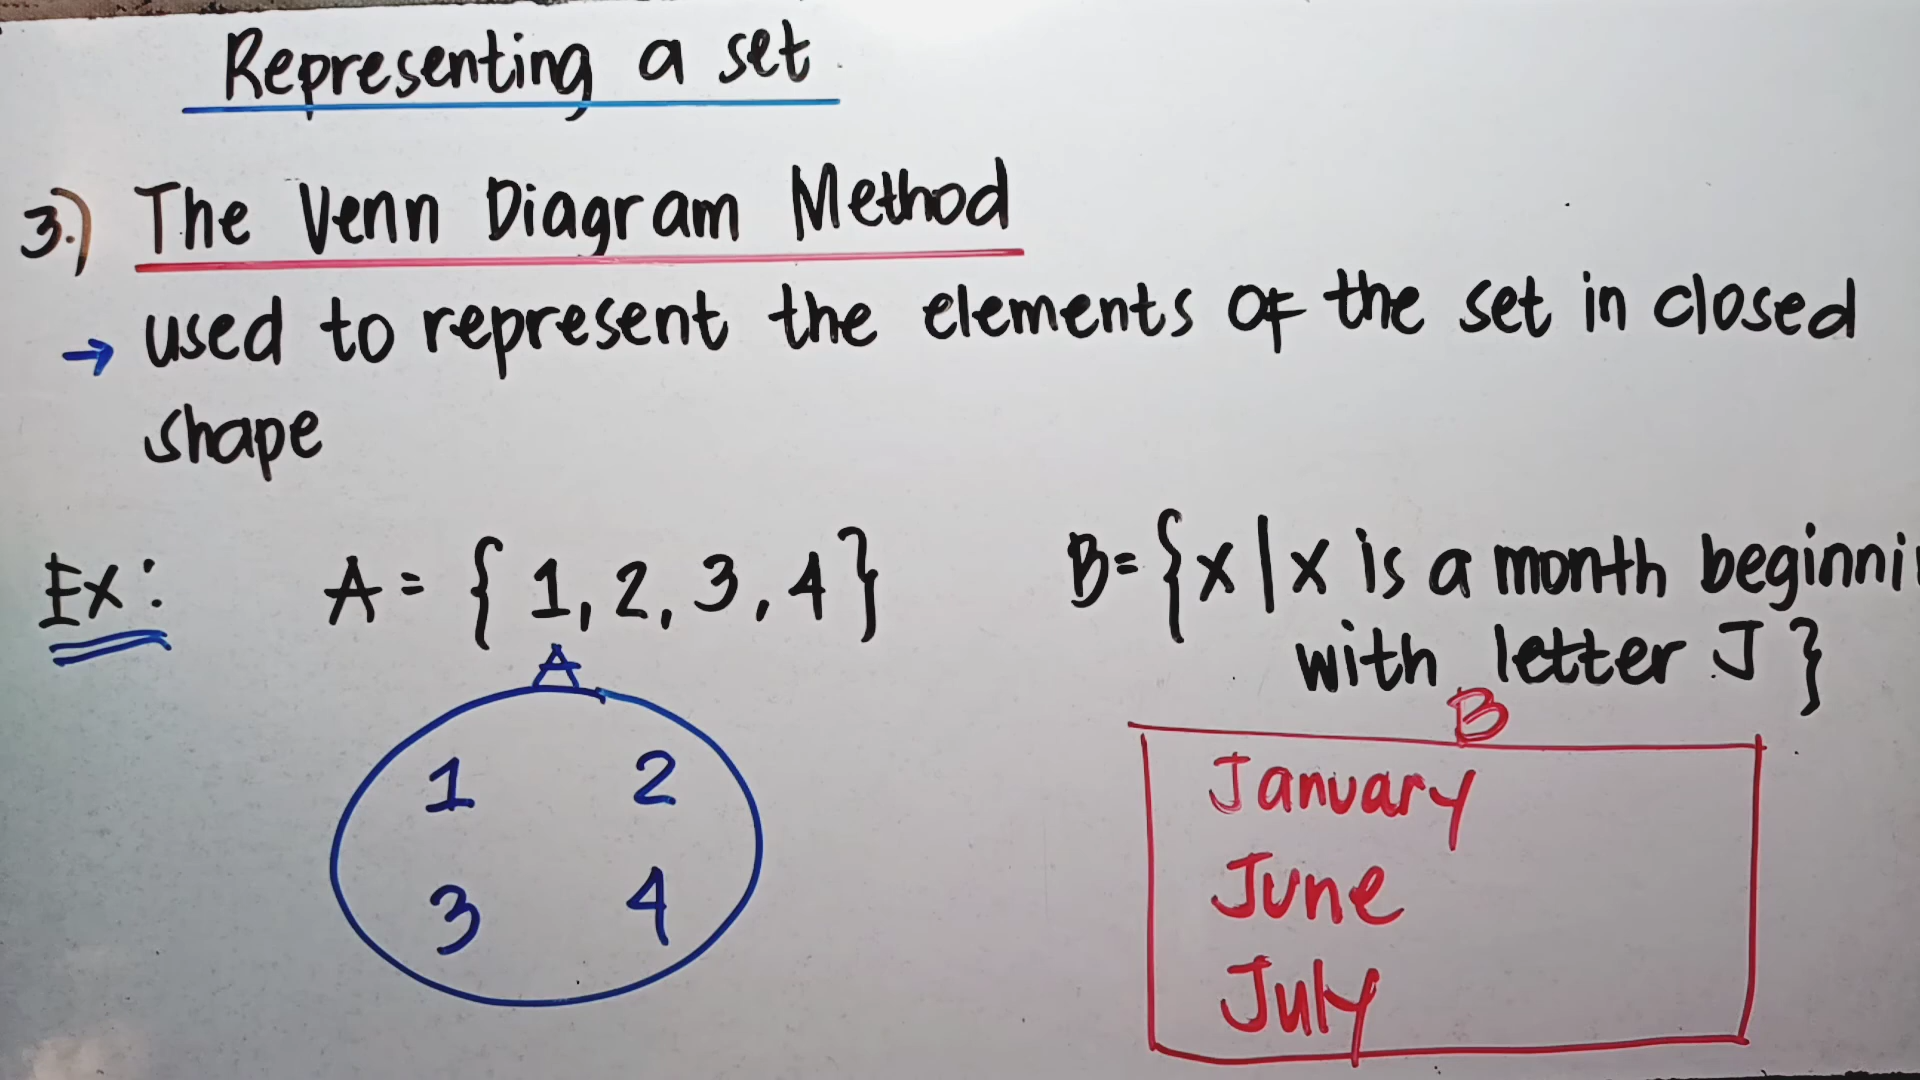 Representing a set
3.) The Venn Diagram Method
→ used to represent the elements of the set in closed
shape
Ex: A = { 1, 2, 3, 4 }
B = { x | x is a month beginni
with letter J }
A
1 2
3 4
B
January
June
July